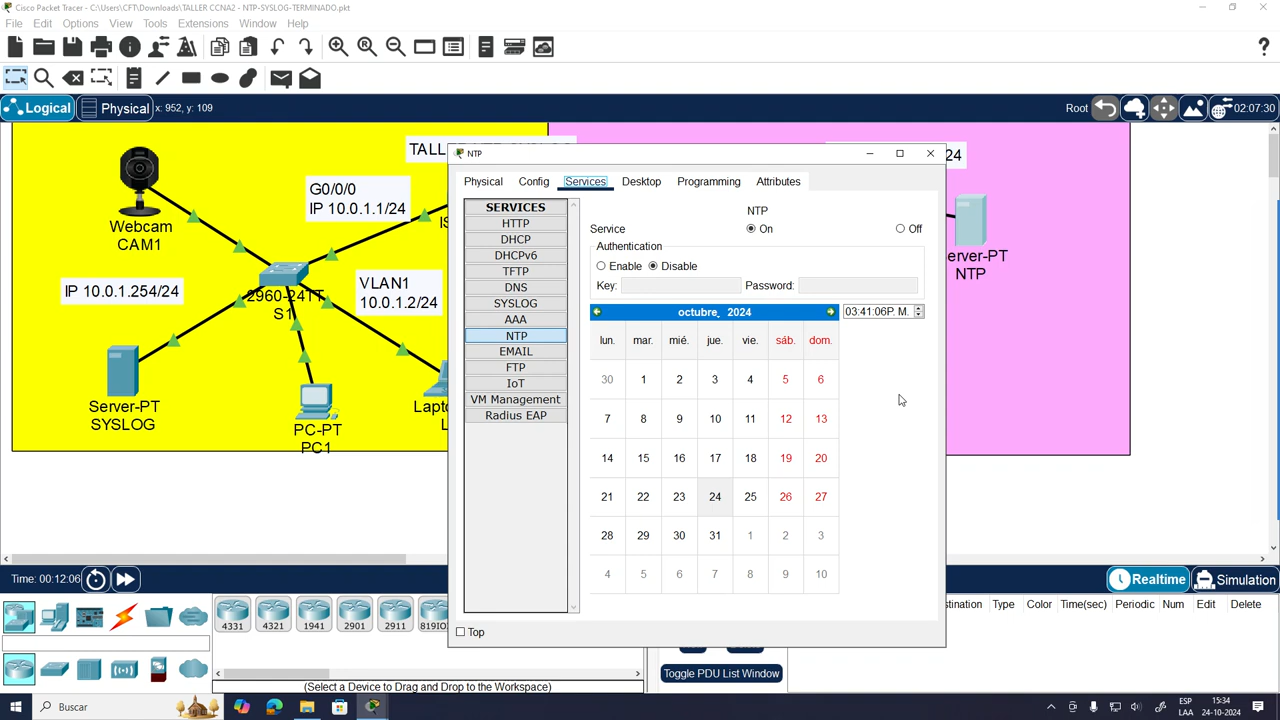 Cisco Packet Tracer - C:\Users\CFT\Downloads\TALLER CCNA2 - NTP-SYSLOG-TERMINADO.pkt
File Edit Options View Tools Extensions Window Help
Logical Physical x: 952, y: 109 Root 02:07:30
Webcam
CAM1
G0/0/0
IP 10.0.1.1/24
IP 10.0.1.254/24
2960-24TT
S1
VLAN1
10.0.1.2/24
Server-PT
SYSLOG
PC-PT
PC1
NTP
24
erver-PT
NTP
Physical Config Services Desktop Programming Attributes
SERVICES
HTTP
DHCP
DHCPv6
TFTP
DNS
SYSLOG
AAA
NTP
EMAIL
FTP
IoT
VM Management
Radius EAP
NTP
Service On Off
Authentication
Enable Disable
Key: Password:
octubre, 2024 03:41:06P. M.
lun. mar. mié. jue. vie. sáb. dom.
30 1 2 3 4 5 6
7 8 9 10 11 12 13
14 15 16 17 18 19 20
21 22 23 24 25 26 27
28 29 30 31 1 2 3
4 5 6 7 8 9 10
Top
Time: 00:12:06 Realtime Simulation
4331 4321 1941 2901 2911 819IO
(Select a Device to Drag and Drop to the Workspace)
stination Type Color Time(sec) Periodic Num Edit Delete
Toggle PDU List Window
Buscar
ESP
LAA
15:34
24-10-2024